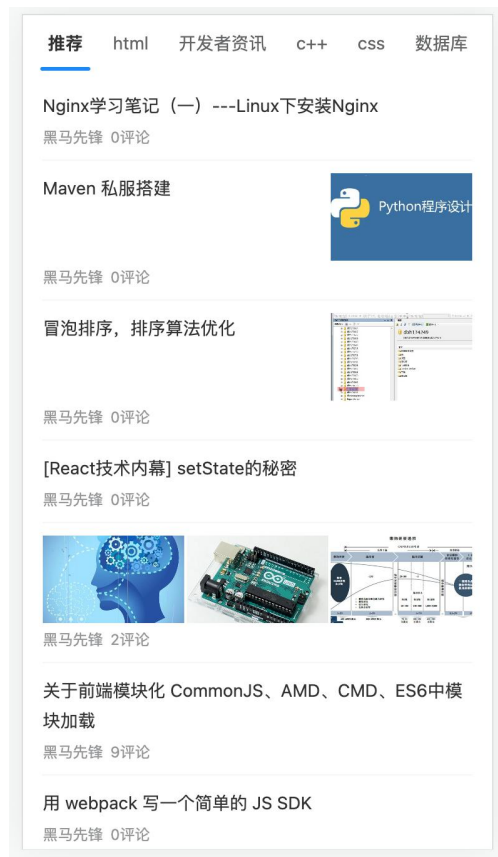 推荐 html 开发者资讯 c++ css 数据库
Nginx学习笔记（一）---Linux下安装Nginx
黑马先锋 0评论
Maven 私服搭建
Python程序设计
黑马先锋 0评论
冒泡排序，排序算法优化
黑马先锋 0评论
[React技术内幕] setState的秘密
黑马先锋 0评论
黑马先锋 2评论
关于前端模块化 CommonJS、AMD、CMD、ES6中模
块加载
黑马先锋 9评论
用 webpack 写一个简单的 JS SDK
黑马先锋 0评论